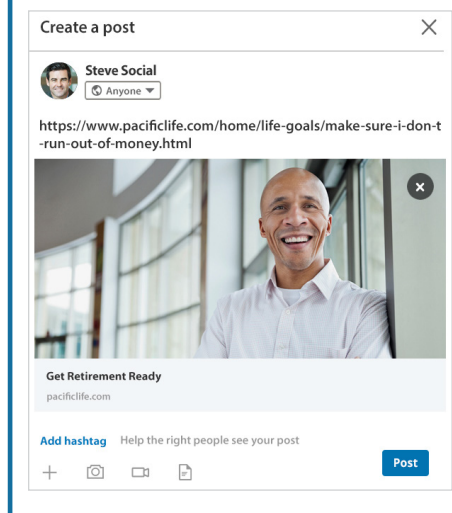 Create a post
Steve Social
Anyone
https://www.pacificlife.com/home/life-goals/make-sure-i-don-t
-run-out-of-money.html
Get Retirement Ready
pacificlife.com
Add hashtag Help the right people see your post
Post